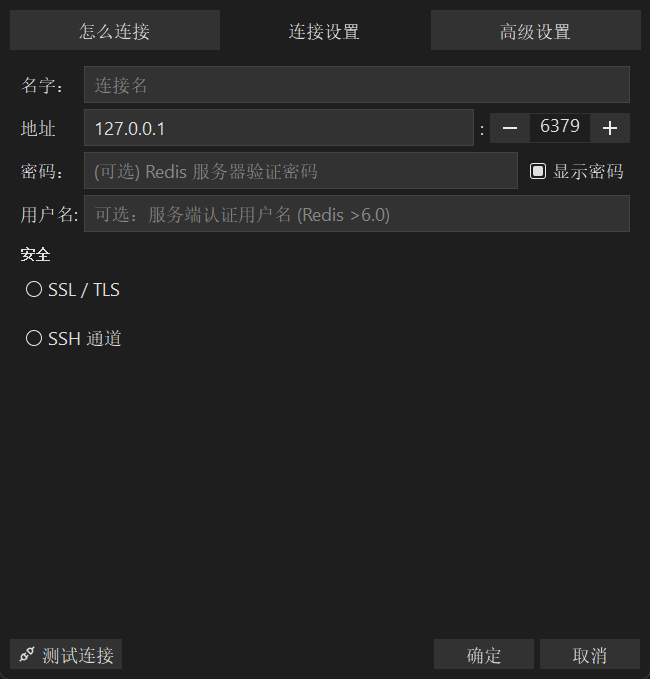 怎么连接 连接设置 高级设置
名字： 连接名
地址 127.0.0.1 : 6379
密码： (可选) Redis 服务器验证密码 显示密码
用户名: 可选：服务端认证用户名 (Redis >6.0)
安全
SSL / TLS
SSH 通道
测试连接 确定 取消